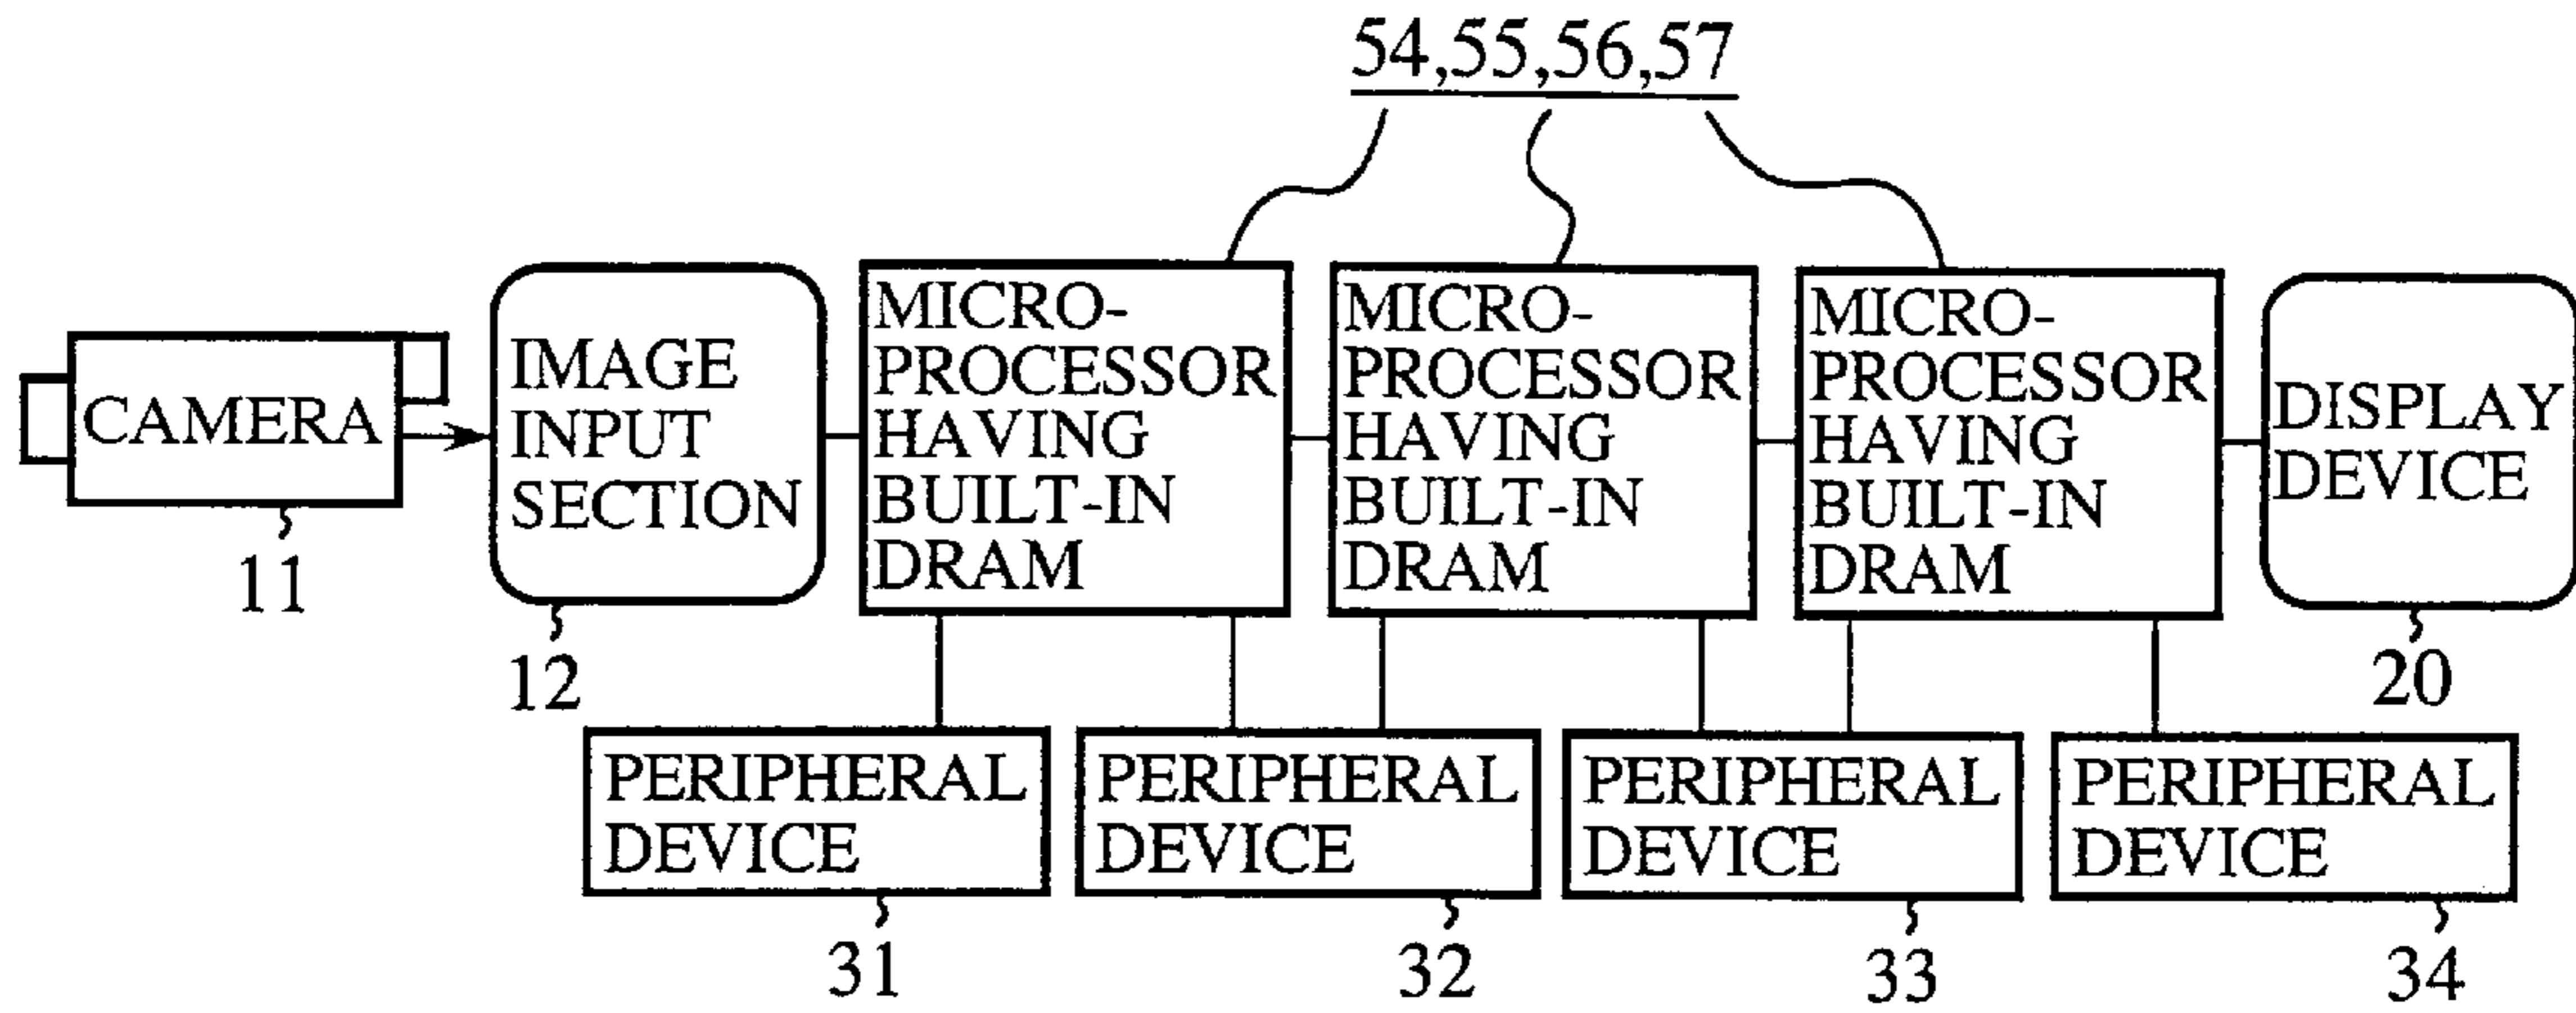 54,55,56,57
CAMERA
11
IMAGE
INPUT
SECTION
12
MICRO-
PROCESSOR
HAVING
BUILT-IN
DRAM
MICRO-
PROCESSOR
HAVING
BUILT-IN
DRAM
MICRO-
PROCESSOR
HAVING
BUILT-IN
DRAM
DISPLAY
DEVICE
20
PERIPHERAL
DEVICE
31
PERIPHERAL
DEVICE
32
PERIPHERAL
DEVICE
33
PERIPHERAL
DEVICE
34